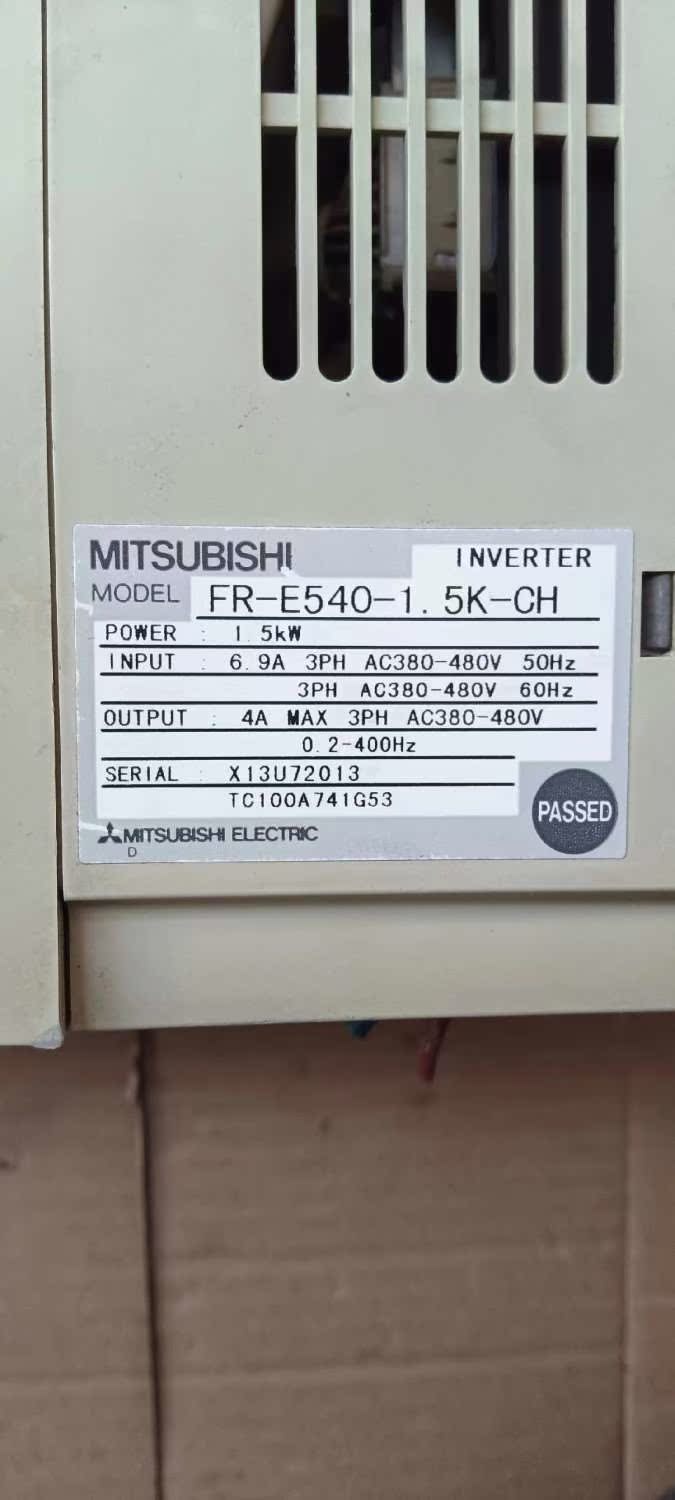 MITSUBISHI INVERTER
MODEL FR-E540-1.5K-CH
POWER : 1.5kW
INPUT : 6.9A 3PH AC380-480V 50Hz
3PH AC380-480V 60Hz
OUTPUT : 4A MAX 3PH AC380-480V
0.2-400Hz
SERIAL : X13U72013
TC100A741G53
PASSED
MITSUBISHI ELECTRIC
D